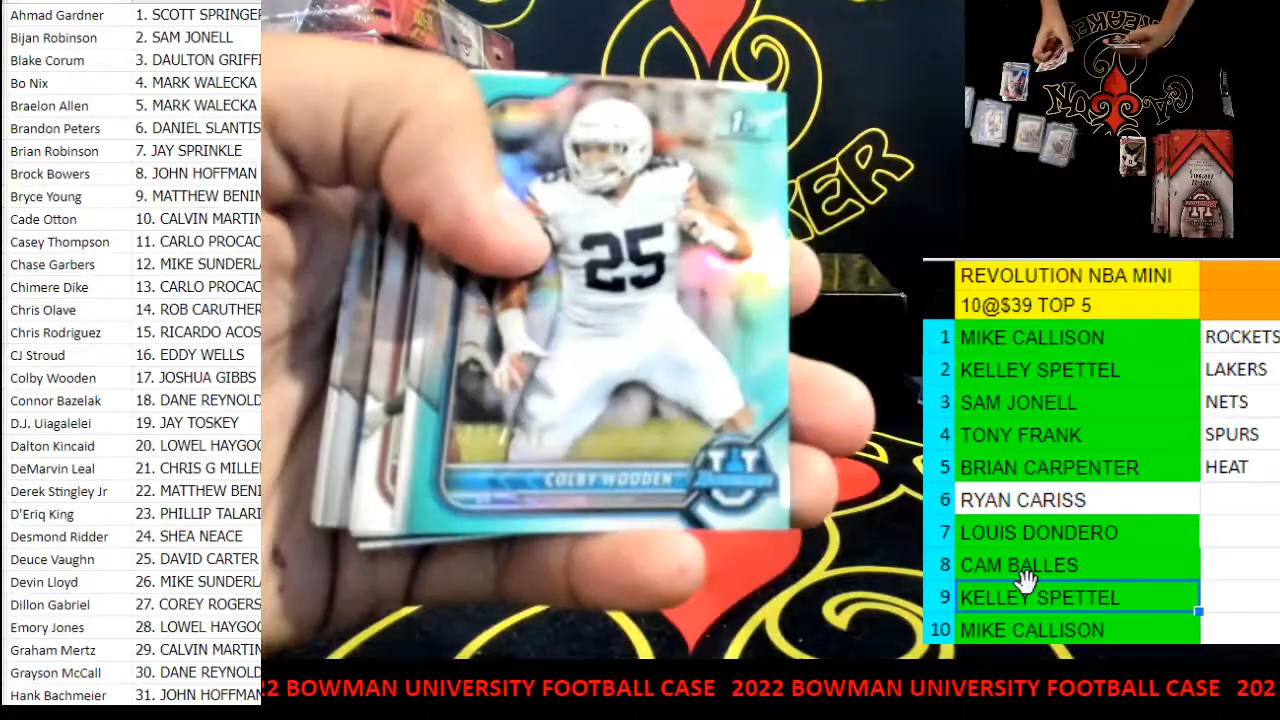 Ahmad Gardner 1. SCOTT SPRINGER
Bijan Robinson 2. SAM JONELL
Blake Corum 3. DAULTON GRIFFI
Bo Nix 4. MARK WALECKA
Braelon Allen 5. MARK WALECKA
Brandon Peters 6. DANIEL SLANTIS
Brian Robinson 7. JAY SPRINKLE
Brock Bowers 8. JOHN HOFFMAN
Bryce Young 9. MATTHEW BENIN
Cade Otton 10. CALVIN MARTIN
Casey Thompson 11. CARLO PROCAC
Chase Garbers 12. MIKE SUNDERL
Chimere Dike 13. CARLO PROCAC
Chris Olave 14. ROB CARUTHER
Chris Rodriguez 15. RICARDO ACOS
CJ Stroud 16. EDDY WELLS
Colby Wooden 17. JOSHUA GIBBS
Connor Bazelak 18. DANE REYNOLD
D.J. Uiagalelei 19. JAY TOSKEY
Dalton Kincaid 20. LOWEL HAYGOO
DeMarvin Leal 21. CHRIS G MILLE
Derek Stingley Jr 22. MATTHEW BENI
D'Eriq King 23. PHILLIP TALARI
Desmond Ridder 24. SHEA NEACE
Deuce Vaughn 25. DAVID CARTER
Devin Lloyd 26. MIKE SUNDERL
Dillon Gabriel 27. COREY ROGERS
Emory Jones 28. LOWEL HAYGOO
Graham Mertz 29. CALVIN MARTIN
Grayson McCall 30. DANE REYNOLD
Hank Bachmeier 31. JOHN HOFFMAN
1st
25
COLBY WOODEN
KER
REVOLUTION NBA MINI
10@$39 TOP 5
1 MIKE CALLISON ROCKETS
2 KELLEY SPETTEL LAKERS
3 SAM JONELL NETS
4 TONY FRANK SPURS
5 BRIAN CARPENTER HEAT
6 RYAN CARISS
7 LOUIS DONDERO
8 CAM BALLES
9 KELLEY SPETTEL
10 MIKE CALLISON
22 BOWMAN UNIVERSITY FOOTBALL CASE 2022 BOWMAN UNIVERSITY FOOTBALL CASE 202